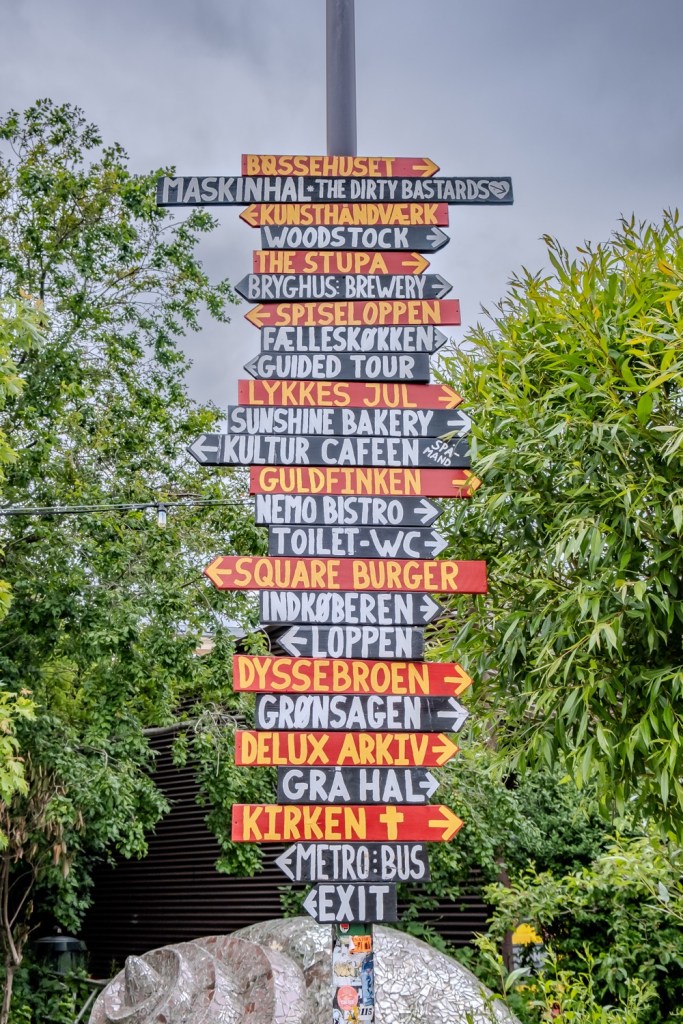 BØSSEHUSET
MASKINHAL • THE DIRTY BASTARDS
KUNSTHÅNDVÆRK
WOODSTOCK
THE STUPA
BRYGHUS: BREWERY
SPISELOPPEN
FÆLLESKØKKEN
GUIDED TOUR
LYKKES JUL
SUNSHINE BAKERY
KULTUR CAFEEN SPA-MAND
GULDFINKEN
NEMO BISTRO
TOILET-WC
SQUARE BURGER
INDKØBEREN
LOPPEN
DYSSEBROEN
GRØNSAGEN
DELUX ARKIV
GRÅ HAL
KIRKEN
METRO:BUS
EXIT